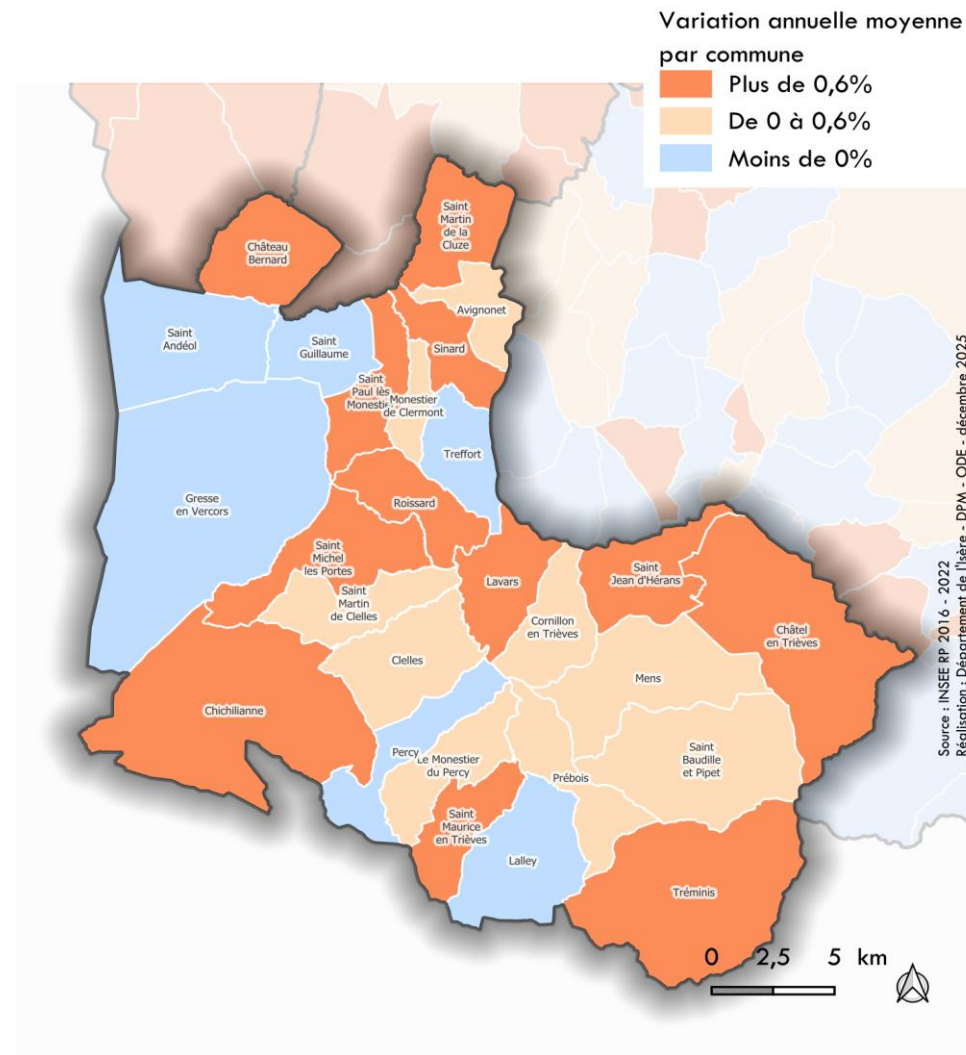 Variation annuelle moyenne
par commune
Plus de 0,6%
De 0 à 0,6%
Moins de 0%
Saint
Martin
de la
Cluze
Château
Bernard
Avignonet
Saint
Andéol
Saint
Guillaume
Sinard
Saint
Paul lès
Monestier
Monestier
de Clermont
Treffort
Gresse
en Vercors
Roissard
Saint
Michel
les Portes
Lavars
Saint
Jean d'Hérans
Saint
Martin
de Clelles
Cornillon
en Trièves
Châtel
en Trièves
Clelles
Mens
Chichilianne
Percy
Le Monestier
du Percy
Prébois
Saint
Baudille
et Pipet
Saint
Maurice
en Trièves
Lalley
Tréminis
0 2,5 5 km
Source : INSEE RP 2016 - 2022
Réalisation : Département de l'Isère - DPM - ODE - décembre 2025